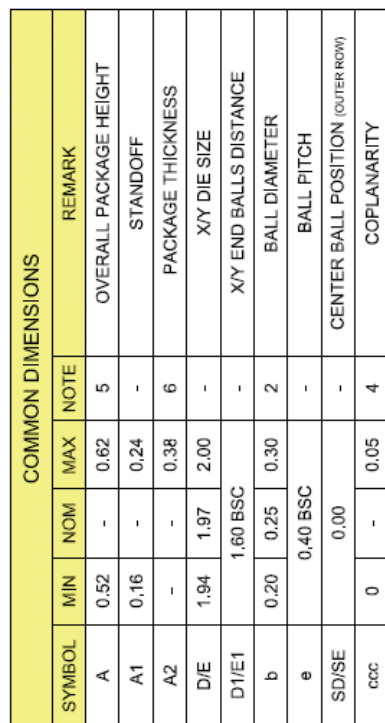 COMMON DIMENSIONS
SYMBOL MIN NOM MAX NOTE REMARK
A 0.52 - 0.62 5 OVERALL PACKAGE HEIGHT
A1 0.16 - 0.24 - STANDOFF
A2 - - 0.38 6 PACKAGE THICKNESS
D/E 1.94 1.97 2.00 - X/Y DIE SIZE
D1/E1 1.60 BSC - X/Y END BALLS DISTANCE
b 0.20 0.25 0.30 2 BALL DIAMETER
e 0.40 BSC - BALL PITCH
SD/SE 0.00 - CENTER BALL POSITION (OUTER ROW)
ccc 0 - 0.05 4 COPLANARITY